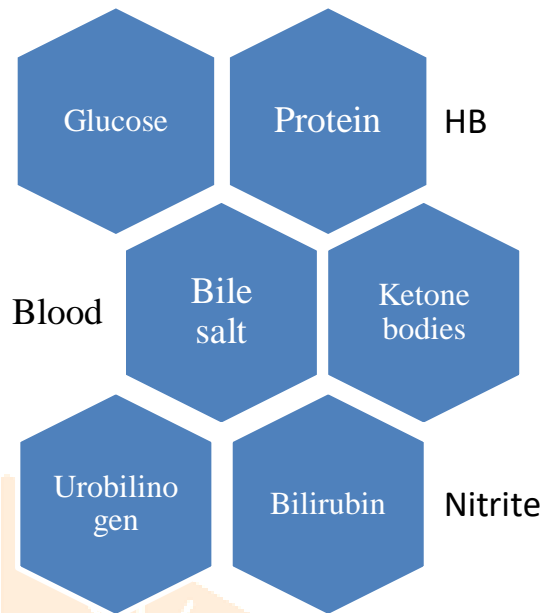 Glucose
Protein
HB
Blood
Bile
salt
Ketone
bodies
Urobilino
gen
Bilirubin
Nitrite